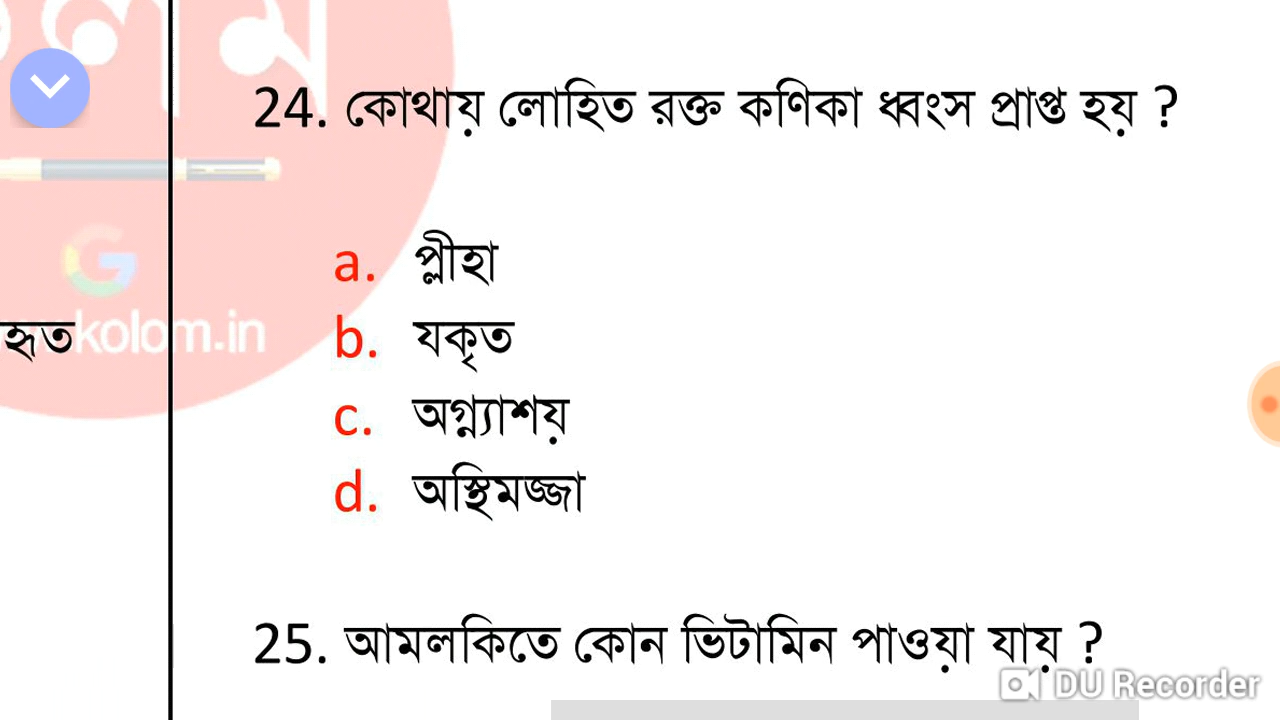 24. কোথায় লোহিত রক্ত কণিকা ধ্বংস প্রাপ্ত হয় ?
a. প্লীহা
b. যকৃত
হৃত
kolom.in
c. অগ্ন্যাশয়
d. অস্থিমজ্জা
25. আমলকিতে কোন ভিটামিন পাওয়া যায় ?
DU Recorder